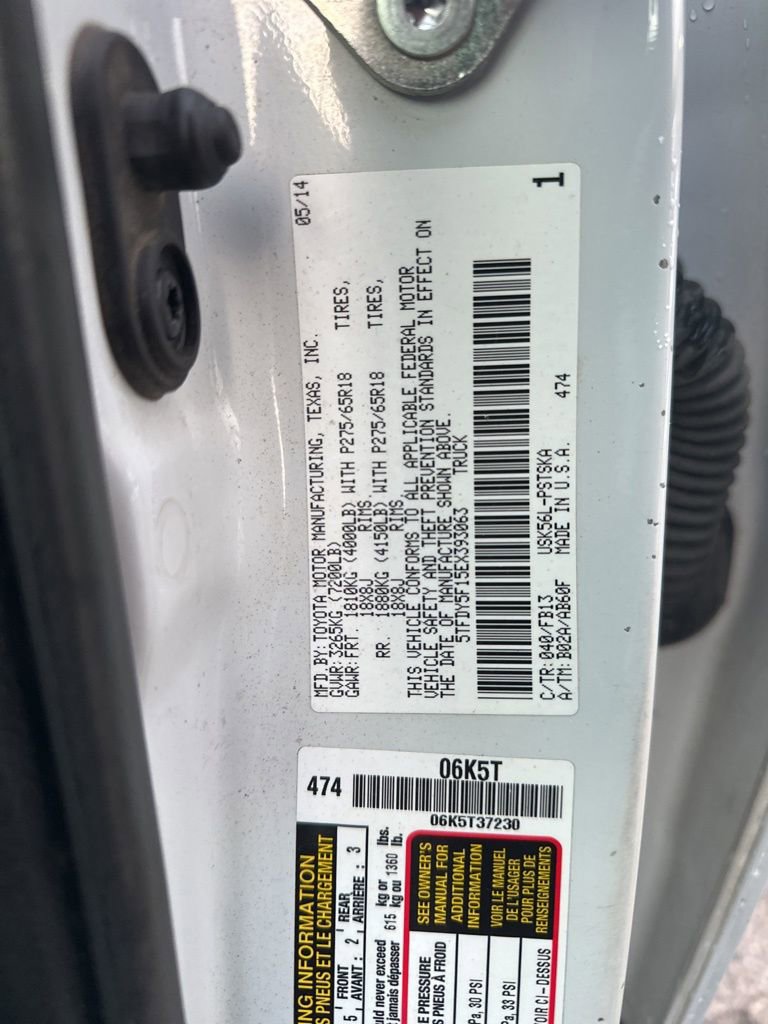 05/14
MFD.BY:TOYOTA MOTOR MANUFACTURING, TEXAS, INC.
GVWR:3265KG (7200LB)
GAWR:FRT. 1810KG (4000LB) WITH P275/65R18 TIRES,
18X8J RIMS
RR. 1880KG (4150LB) WITH P275/65R18 TIRES,
18X8J RIMS
THIS VEHICLE CONFORMS TO ALL APPLICABLE FEDERAL MOTOR
VEHICLE SAFETY AND THEFT PREVENTION STANDARDS IN EFFECT ON
THE DATE OF MANUFACTURE SHOWN ABOVE.
5TFDY5F15EX393063 TRUCK
C/TR:040/FB13 USK56L-PSTSKA 474
A/TM:B02A/AB60F MADE IN U.S.A.
1
474
06K5T
06K5T37230
ING INFORMATION
PNEUS ET LE CHARGEMENT
5 FRONT : 2 REAR : 3
AVANT ARRIÈRE
uld never exceed 615 kg or 1360 lbs.
t jamais dépasser kg ou lb.
SEE OWNER'S
MANUAL FOR
ADDITIONAL
INFORMATION
VOIR LE MANUEL
DE L'USAGER
POUR PLUS DE
RENSEIGNEMENTS
E PRESSURE
S PNEUS À FROID
Pa, 30 PSI
Pa, 33 PSI
OIR CI-DESSUS